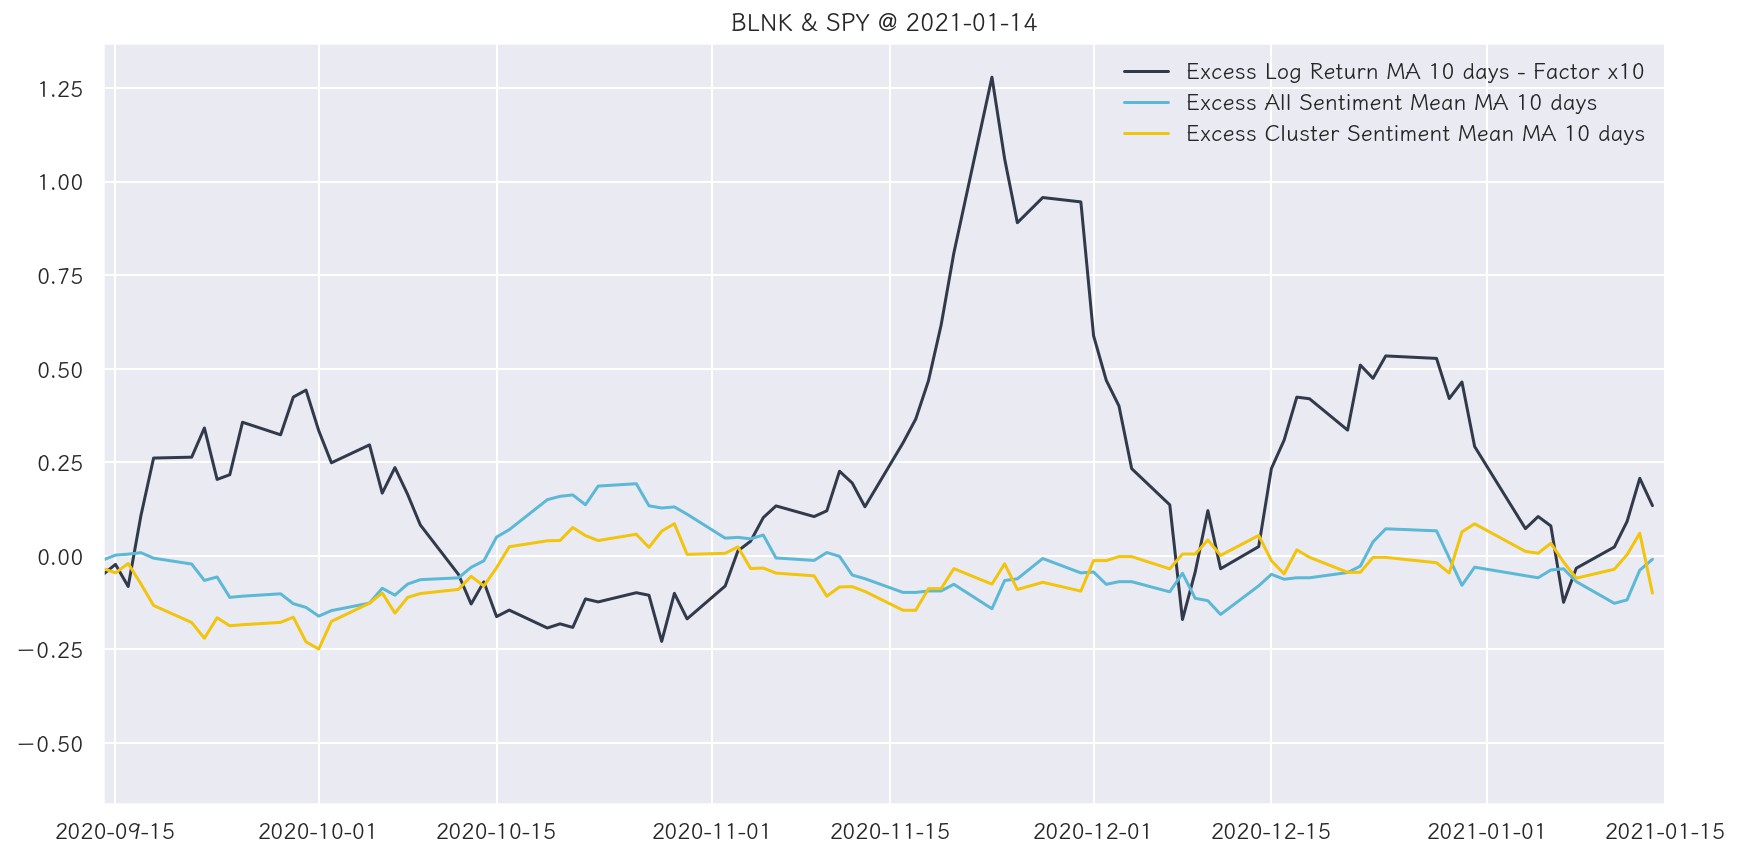 BLNK & SPY @ 2021-01-14
Excess Log Return MA 10 days - Factor x10
Excess All Sentiment Mean MA 10 days
Excess Cluster Sentiment Mean MA 10 days
1.25
1.00
0.75
0.50
0.25
0.00
−0.25
−0.50
2020-09-15 2020-10-01 2020-10-15 2020-11-01 2020-11-15 2020-12-01 2020-12-15 2021-01-01 2021-01-15